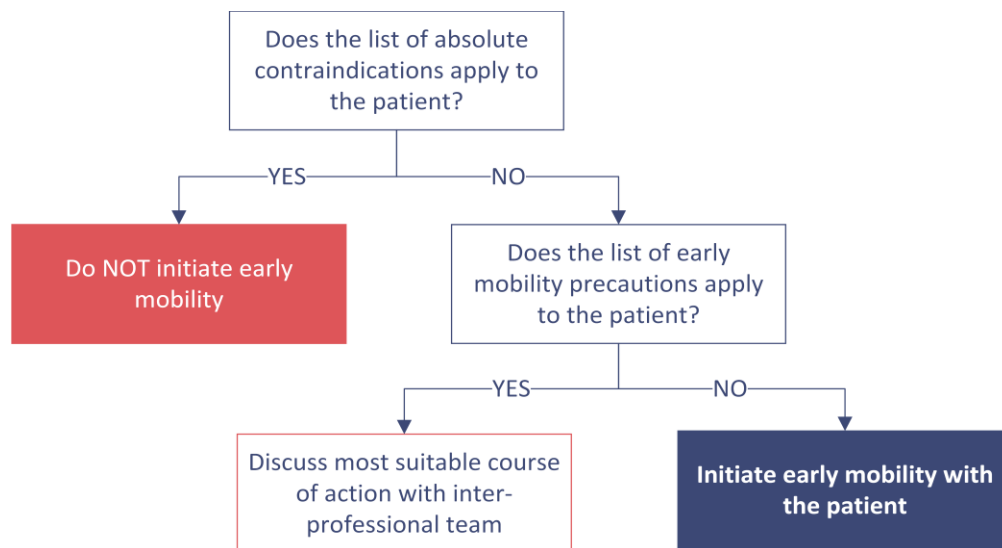 Does the list of absolute
contraindications apply to
the patient?
YES
NO
Do NOT initiate early
mobility
Does the list of early
mobility precautions apply
to the patient?
YES
NO
Discuss most suitable course
of action with inter-
professional team
Initiate early mobility with
the patient